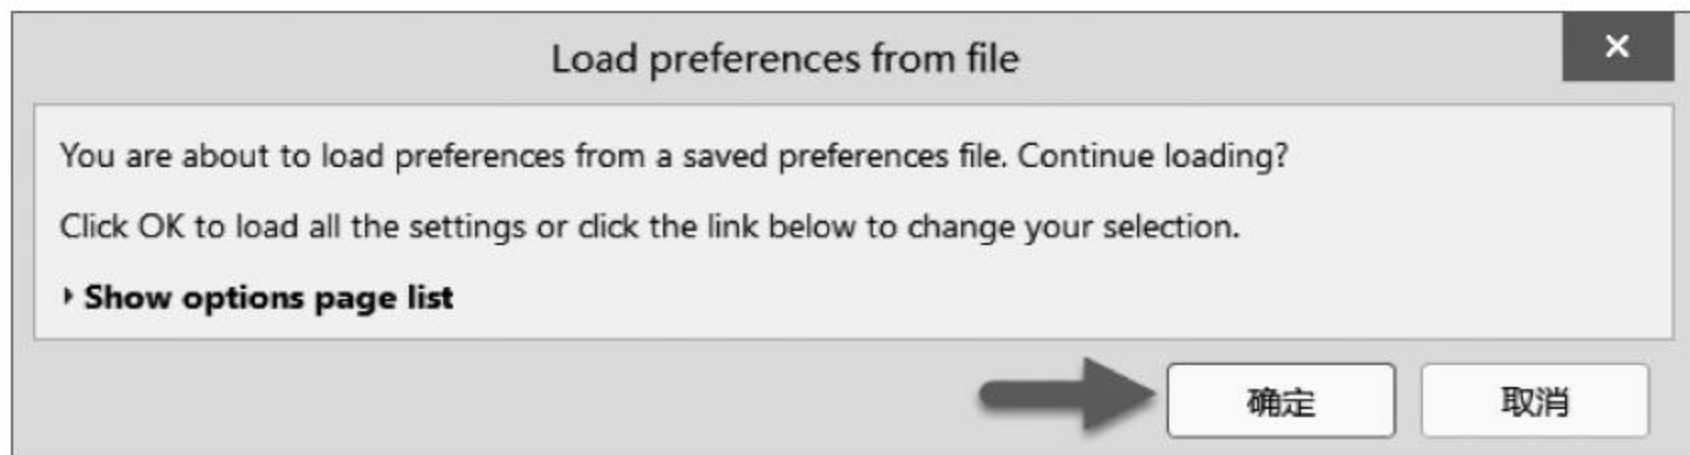 Load preferences from file
You are about to load preferences from a saved preferences file. Continue loading?
Click OK to load all the settings or click the link below to change your selection.
Show options page list
确定 取消